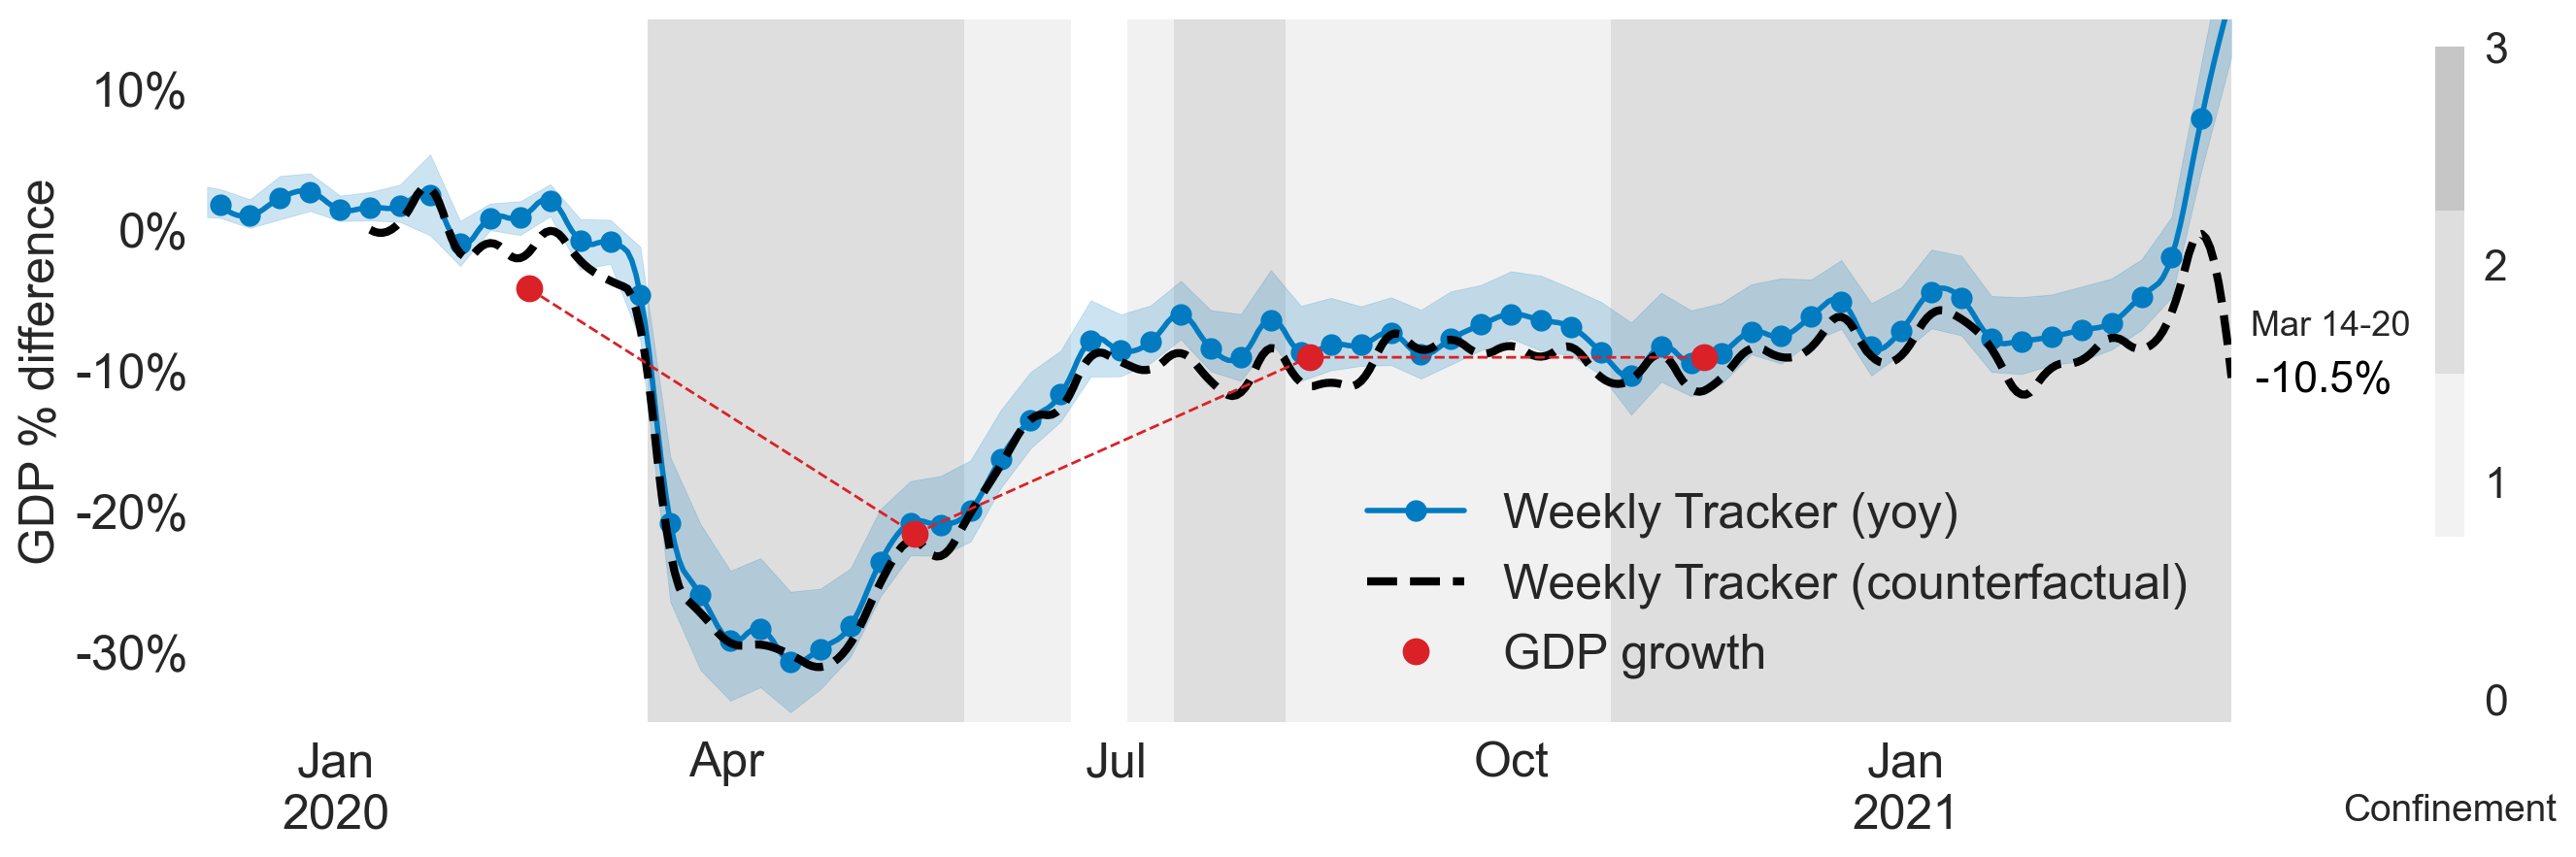 GDP % difference
10%
0%
-10%
-20%
-30%
Jan
2020
Apr
Jul
Oct
Jan
2021
Weekly Tracker (yoy)
Weekly Tracker (counterfactual)
GDP growth
Mar 14-20
-10.5%
3
2
1
0
Confinement